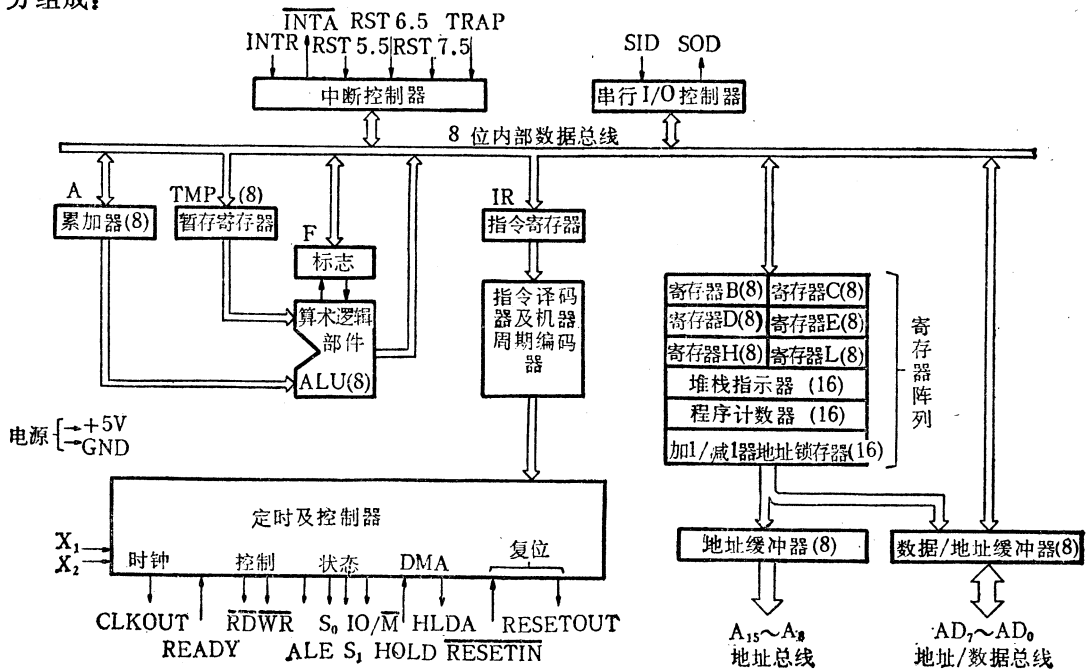 分组成:
INTA RST 6.5 TRAP
INTR RST 5.5 RST 7.5
SID SOD
中断控制器
串行 I/O 控制器
8 位内部数据总线
A
累加器(8)
TMP (8)
暂存寄存器
F
标志
算术逻辑
部件
ALU(8)
IR
指令寄存器
指令译码
器及机器
周期编码
器
寄存器B(8) 寄存器C(8)
寄存器D(8) 寄存器E(8)
寄存器H(8) 寄存器L(8)
堆栈指示器 (16)
程序计数器 (16)
加1/减1器地址锁存器(16)
寄存器阵列
电源
+5V
GND
定时及控制器
X₁
X₂
时钟 控制 状态 DMA 复位
CLKOUT RD WR S₀ IO/M HLDA RESETOUT
READY ALE S₁ HOLD RESETIN
地址缓冲器(8)
数据/地址缓冲器(8)
A₁₅～A₈
地址总线
AD₇～AD₀
地址/数据总线